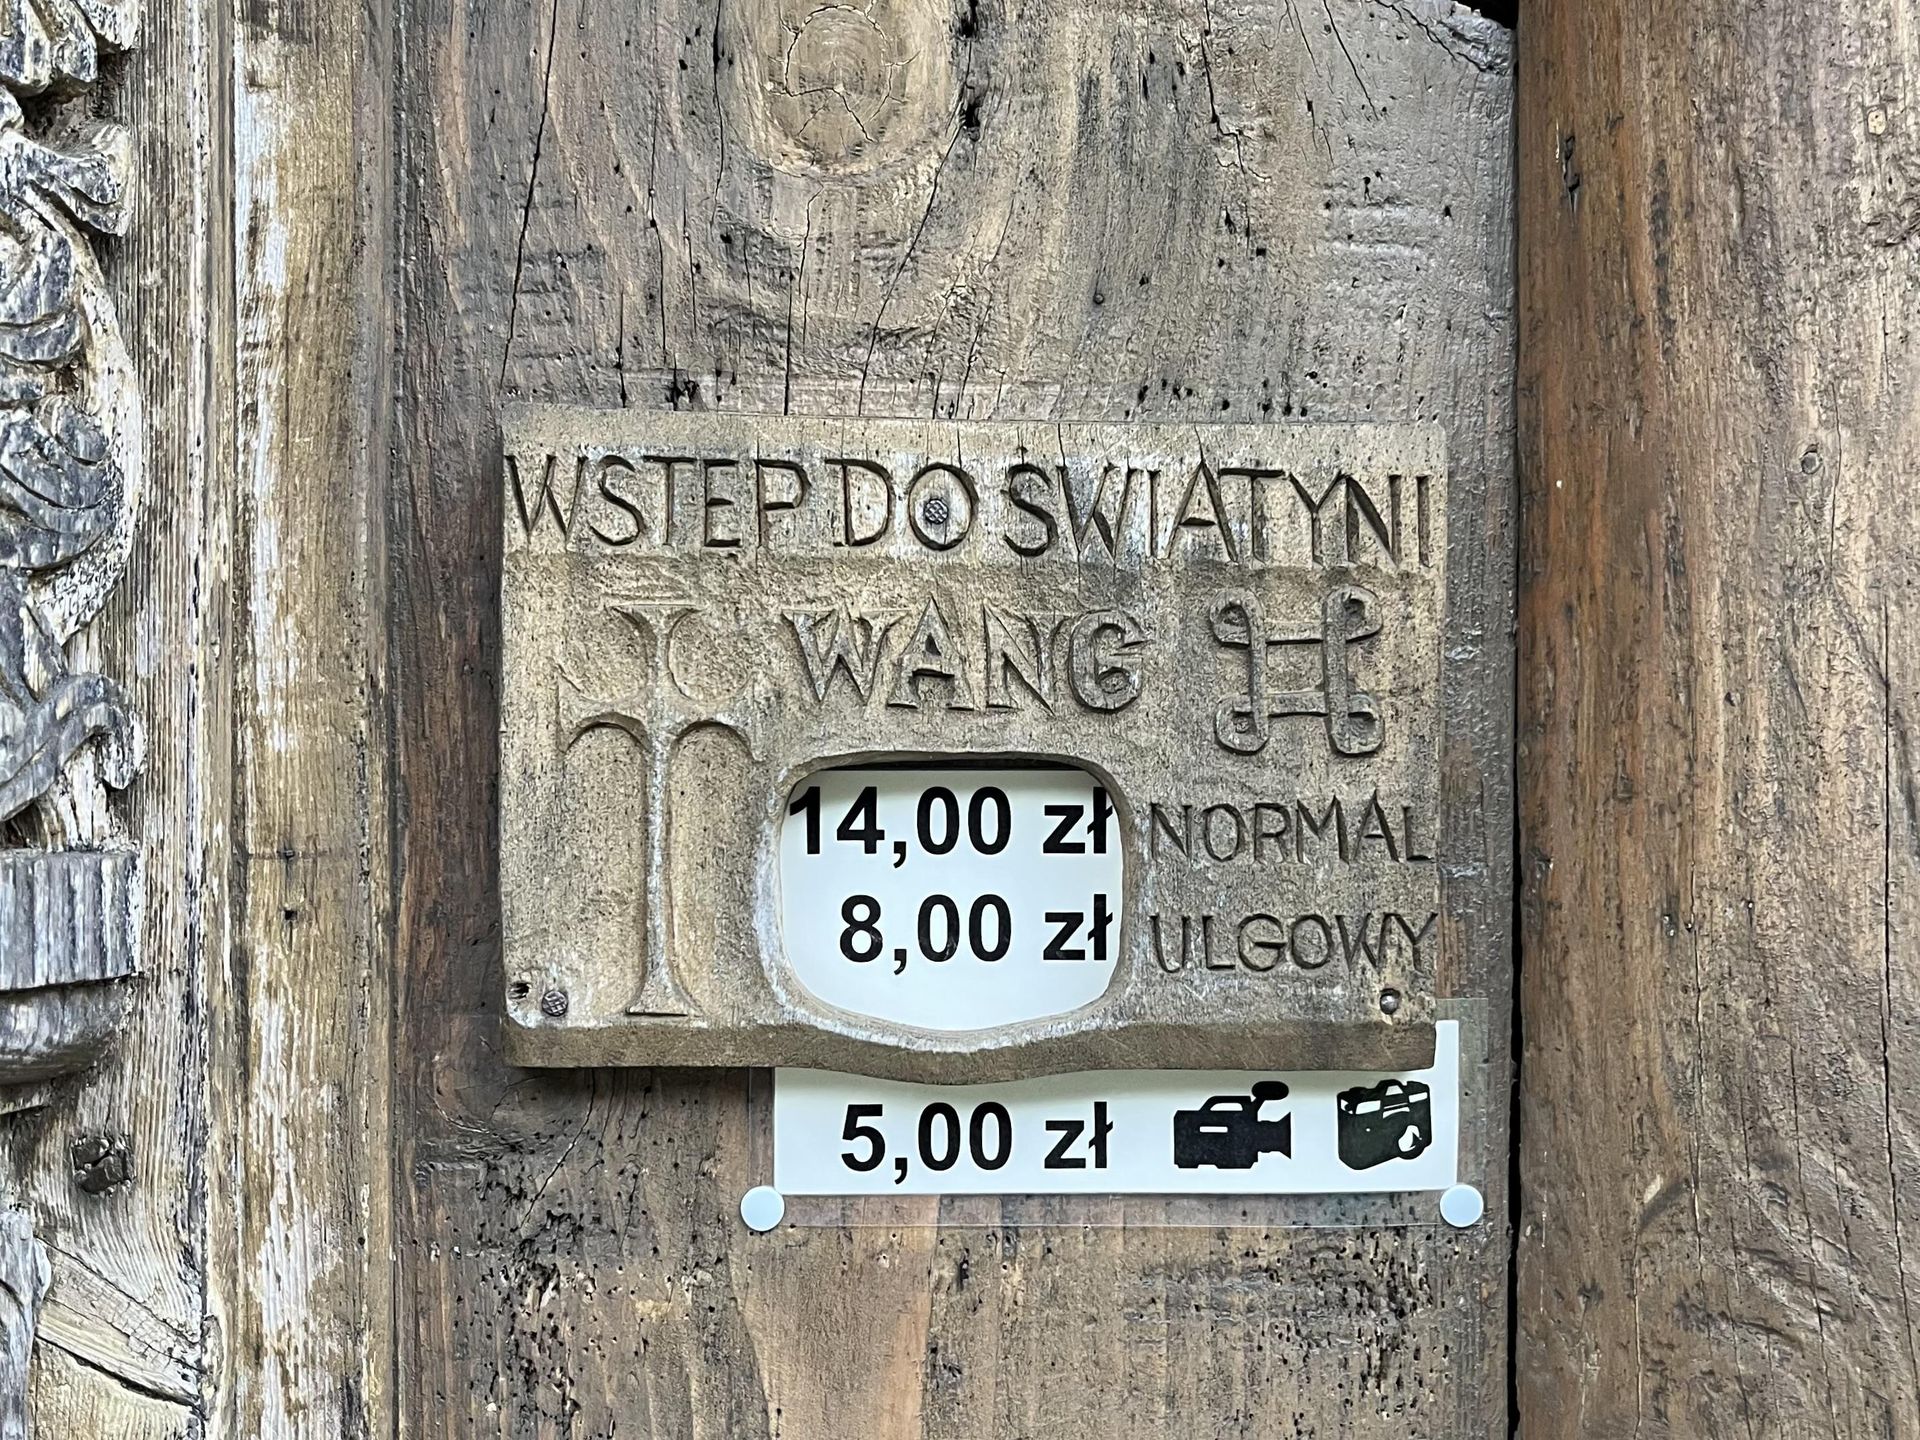 WSTEP DO SWIATYNI
WANG
14,00 zł NORMAL
8,00 zł ULGOWY
5,00 zł